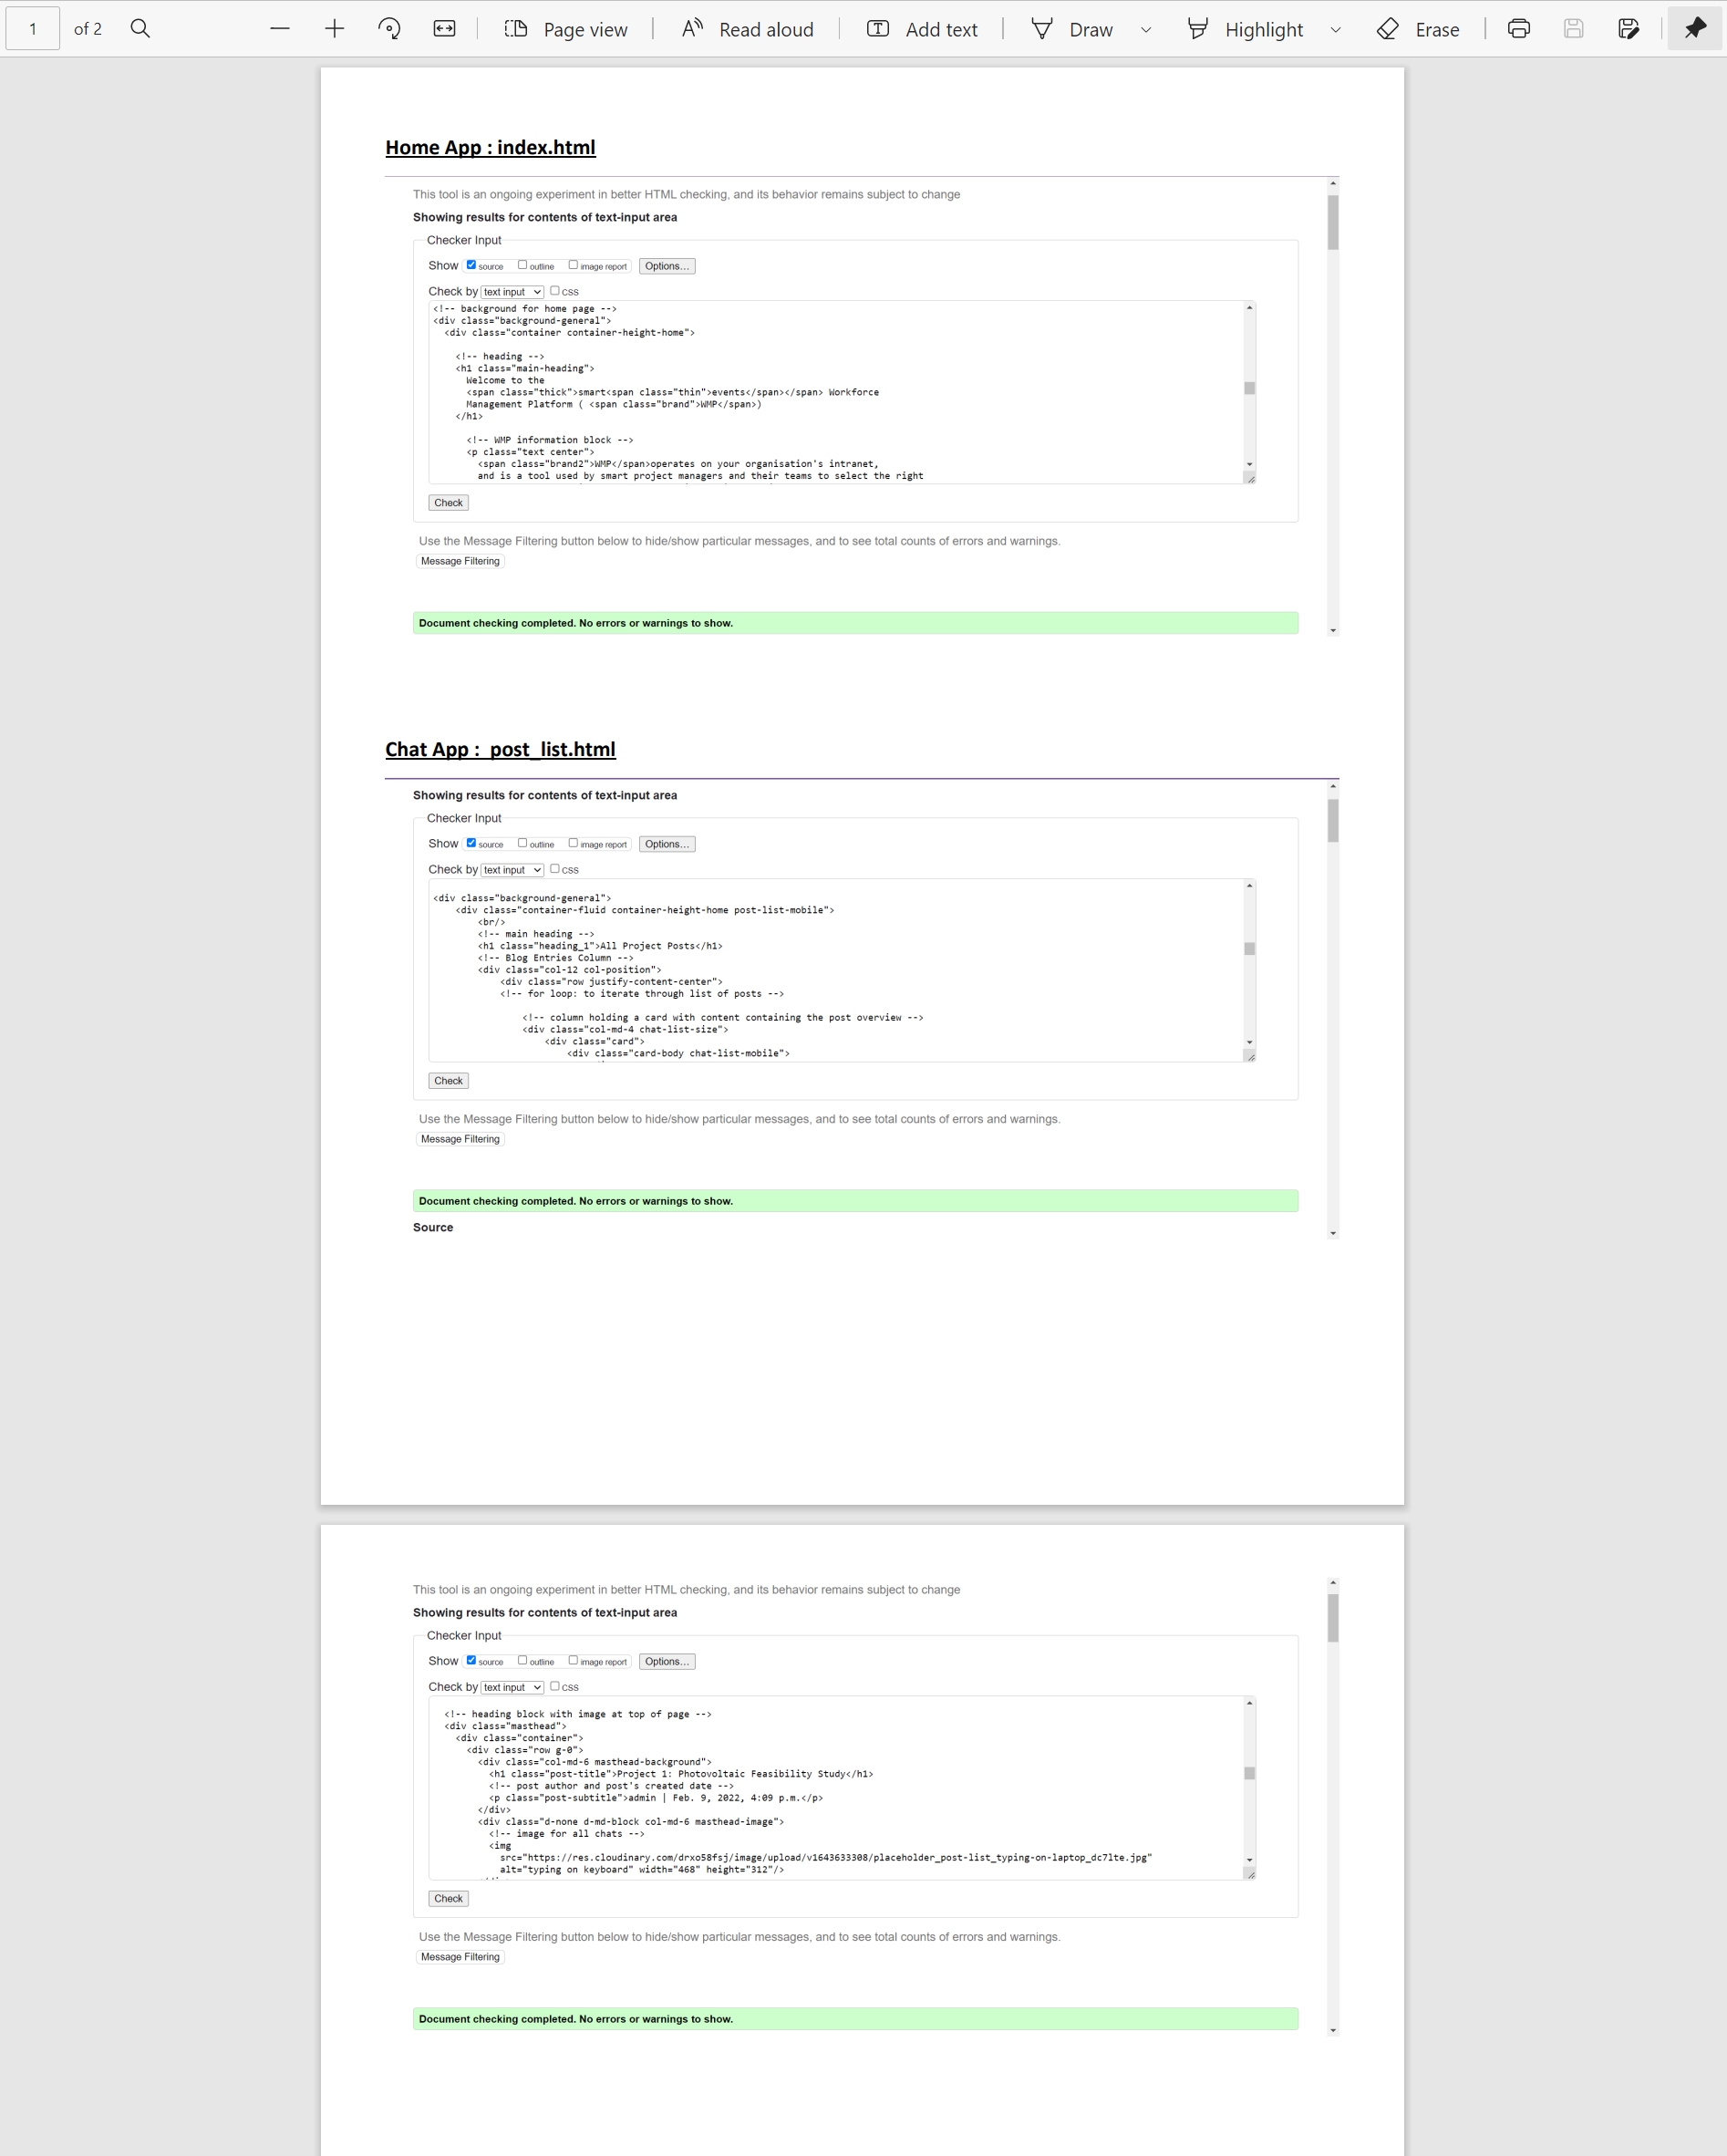 1 of 2 Page view Read aloud Add text Draw Highlight Erase
Home App : index.html
This tool is an ongoing experiment in better HTML checking, and its behavior remains subject to change
Showing results for contents of text-input area
Checker Input
Show source outline image report Options...
Check by text input css
<!-- background for home page -->
<div class="background-general">
<div class="container container-height-home">
<!-- heading -->
<h1 class="main-heading">
Welcome to the
<span class="thick">smart<span class="thin">events</span></span> Workforce
Management Platform ( <span class="brand">WMP</span>)
</h1>
<!-- WMP information block -->
<p class="text center">
<span class="brand2">WMP</span>operates on your organisation's intranet,
and is a tool used by smart project managers and their teams to select the right
Check
Use the Message Filtering button below to hide/show particular messages, and to see total counts of errors and warnings.
Message Filtering
Document checking completed. No errors or warnings to show.
Chat App : post_list.html
Showing results for contents of text-input area
Checker Input
Show source outline image report Options...
Check by text input css
<div class="background-general">
<div class="container-fluid container-height-home post-list-mobile">
<br/>
<!-- main heading -->
<h1 class="heading_1">All Project Posts</h1>
<!-- Blog Entries Column -->
<div class="col-12 col-position">
<div class="row justify-content-center">
<!-- for loop: to iterate through list of posts -->
<!-- column holding a card with content containing the post overview -->
<div class="col-md-4 chat-list-size">
<div class="card">
<div class="card-body chat-list-mobile">
Check
Use the Message Filtering button below to hide/show particular messages, and to see total counts of errors and warnings.
Message Filtering
Document checking completed. No errors or warnings to show.
Source
This tool is an ongoing experiment in better HTML checking, and its behavior remains subject to change
Showing results for contents of text-input area
Checker Input
Show source outline image report Options...
Check by text input css
<!-- heading block with image at top of page -->
<div class="masthead">
<div class="container">
<div class="row g-0">
<div class="col-md-6 masthead-background">
<h1 class="post-title">Project 1: Photovoltaic Feasibility Study</h1>
<!-- post author and post's created date -->
<p class="post-subtitle">admin | Feb. 9, 2022, 4:09 p.m.</p>
</div>
<div class="d-none d-md-block col-md-6 masthead-image">
<!-- image for all chats -->
<img
src="https://res.cloudinary.com/drxo58fsj/image/upload/v1643633308/placeholder_post-list_typing-on-laptop_dc7lte.jpg"
alt="typing on keyboard" width="468" height="312"/>
Check
Use the Message Filtering button below to hide/show particular messages, and to see total counts of errors and warnings.
Message Filtering
Document checking completed. No errors or warnings to show.